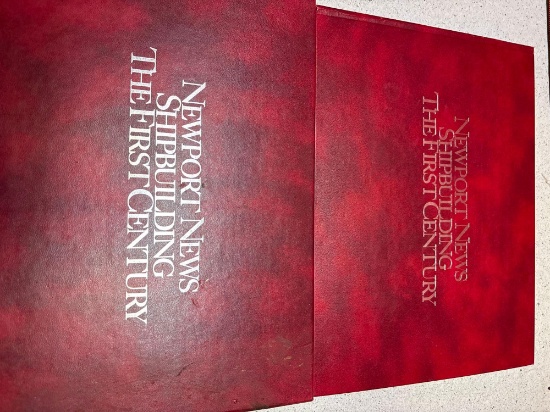 NEWPORT NEWS
SHIPBUILDING
THE FIRST CENTURY
NEWPORT NEWS
SHIPBUILDING
THE FIRST CENTURY